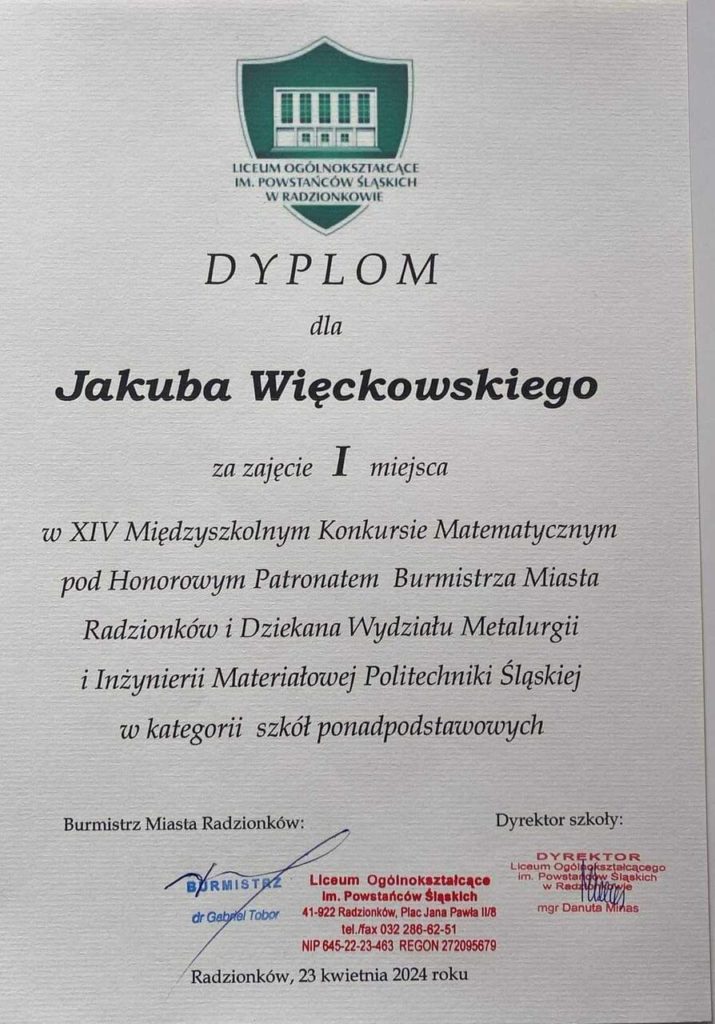 LICEUM OGÓLNOKSZTAŁCĄCE
IM. POWSTAŃCÓW ŚLĄSKICH
W RADZIONKOWIE
DYPLOM
dla
Jakuba Więckowskiego
za zajęcie I miejsca
w XIV Międzyszkolnym Konkursie Matematycznym
pod Honorowym Patronatem Burmistrza Miasta
Radzionków i Dziekana Wydziału Metalurgii
i Inżynierii Materiałowej Politechniki Śląskiej
w kategorii szkół ponadpodstawowych
Burmistrz Miasta Radzionków:
BURMISTRZ
dr Gabriel Tobor
Liceum Ogólnokształcące
im. Powstańców Śląskich
41-922 Radzionków, Plac Jana Pawła II/8
tel./fax 032 286-62-51
NIP 645-22-23-463 REGON 272095679
Dyrektor szkoły:
DYREKTOR
Liceum Ogólnokształcącego
im. Powstańców Śląskich
w Radzionkowie
mgr Danuta Minas
Radzionków, 23 kwietnia 2024 roku